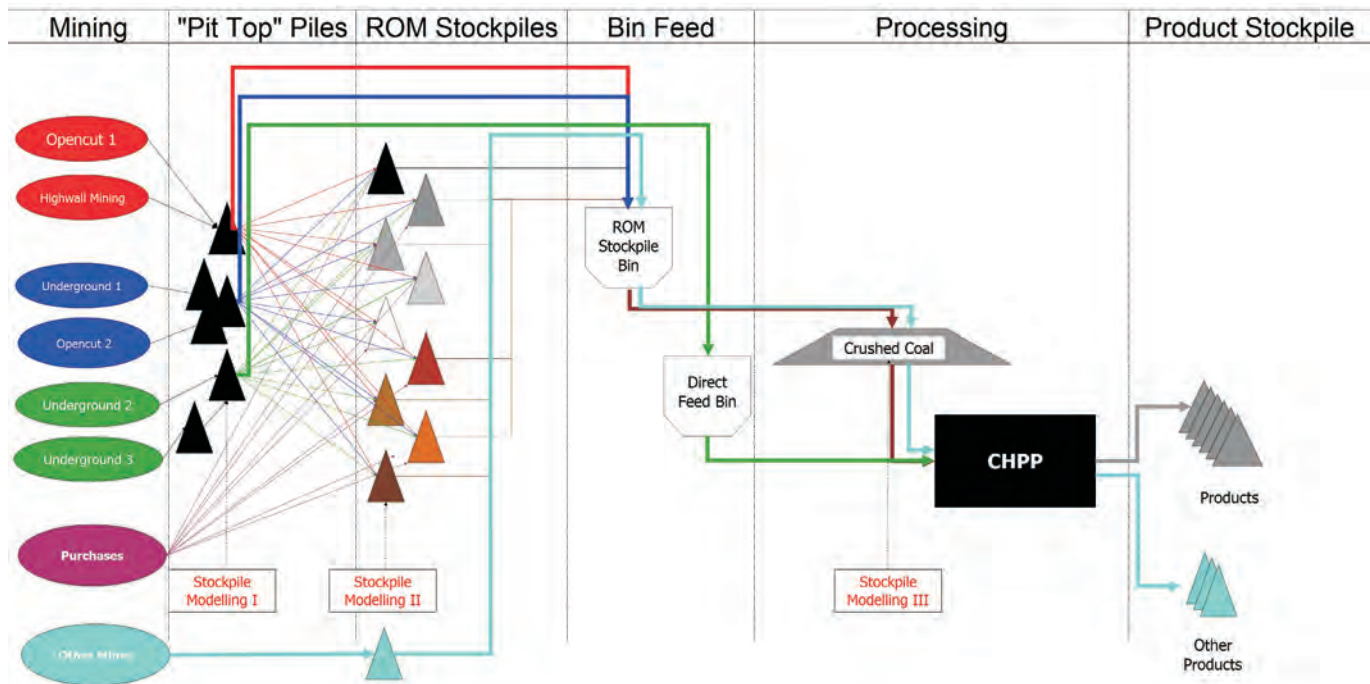 Mining
"Pit Top" Piles
ROM Stockpiles
Bin Feed
Processing
Product Stockpile
Opencut 1
Highwall Mining
Underground 1
Opencut 2
Underground 2
Underground 3
Purchases
Other Mines
Stockpile
Modelling I
Stockpile
Modelling II
ROM
Stockpile
Bin
Direct
Feed Bin
Crushed Coal
CHPP
Stockpile
Modelling III
Products
Other
Products